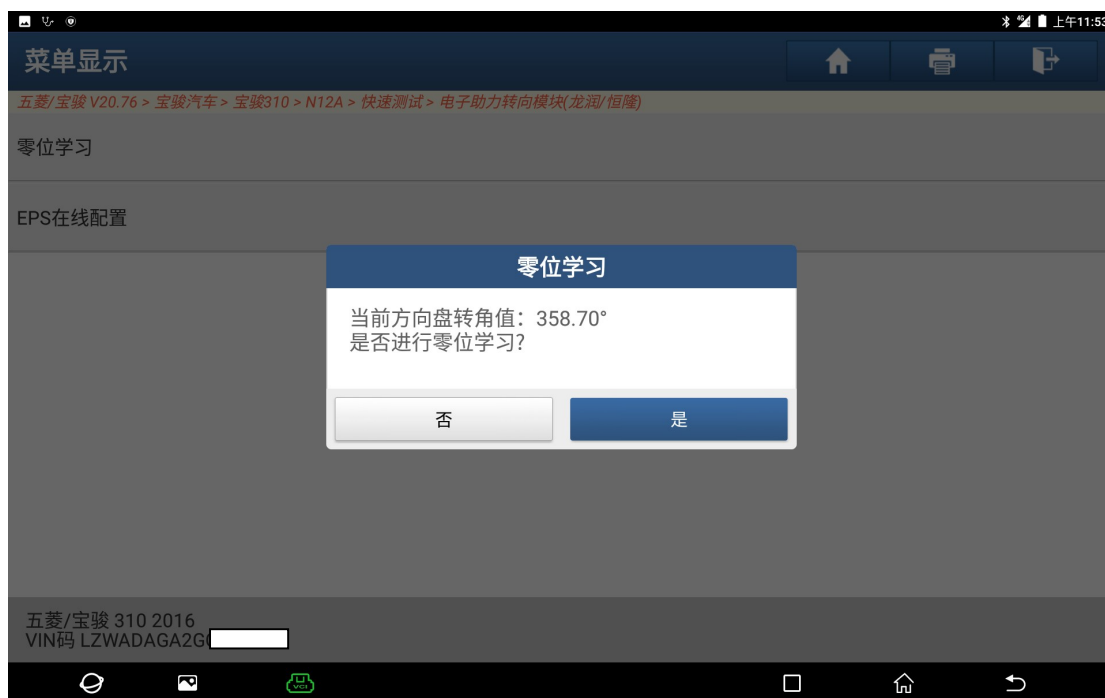 上午11:53
菜单显示
五菱/宝骏 V20.76 > 宝骏汽车 > 宝骏310 > N12A > 快速测试 > 电子助力转向模块(龙润/恒隆)
零位学习
EPS在线配置
零位学习
当前方向盘转角值：358.70°
是否进行零位学习?
否
是
五菱/宝骏 310 2016
VIN码 LZWADAGA2G
VCI